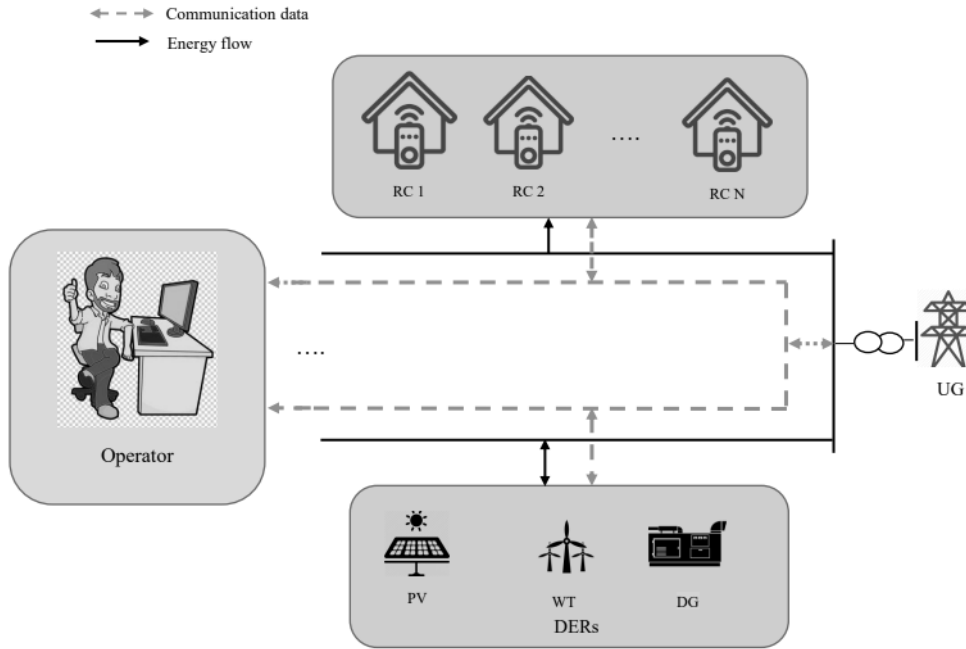 Communication data
Energy flow
....
RC 1
RC 2
RC N
....
UG
Operator
PV
WT
DG
DERs